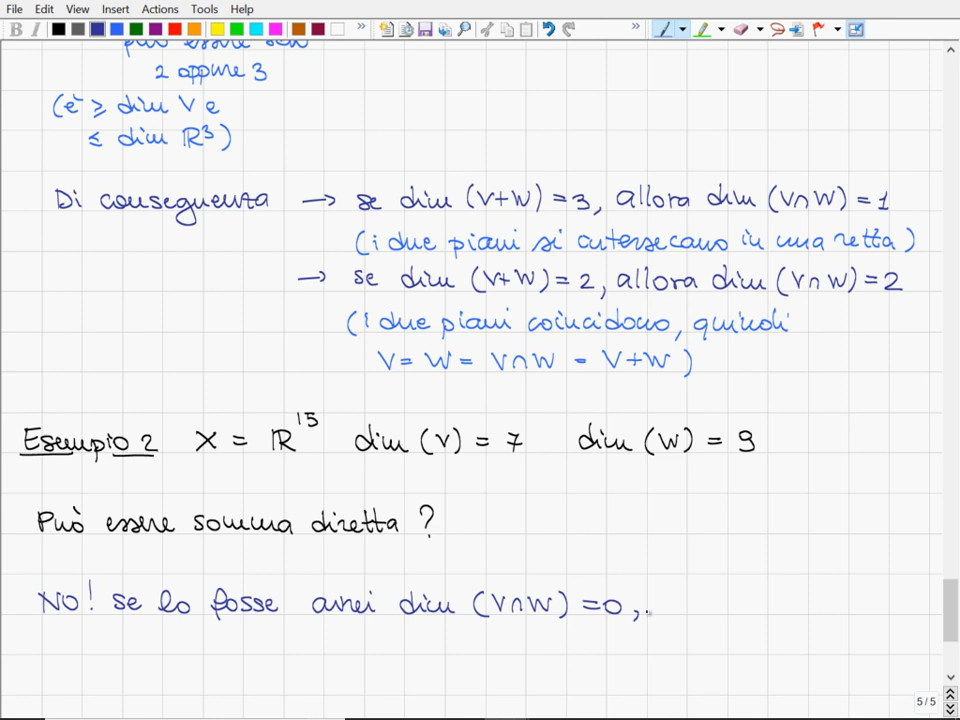 File Edit View Insert Actions Tools Help
B I
può essere solo
2 oppure 3
(è ≥ dim V e
≤ dim ℝ³)
Di conseguenza → se dim (V+W) = 3, allora dim (V∩W) = 1
(i due piani si intersecano in una retta)
→ se dim (V+W) = 2, allora dim (V∩W) = 2
(i due piani coincidono, quindi
V = W = V∩W = V+W)
Esempio 2 X = ℝ¹⁵ dim (V) = 7 dim (W) = 9
Può essere somma diretta ?
NO! se lo fosse avrei dim (V∩W) = 0,
5/5